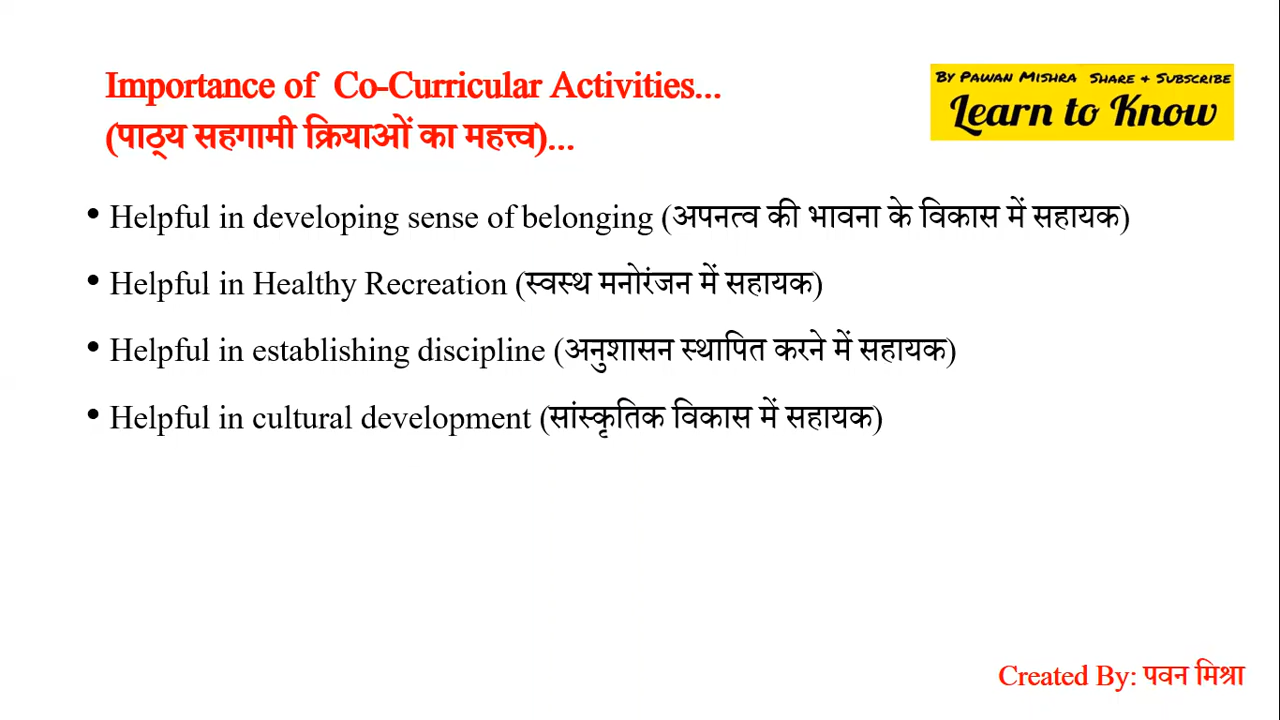 Importance of Co-Curricular Activities...
(पाठ्य सहगामी क्रियाओं का महत्त्व)...
By Pawan Mishra Share & Subscribe
Learn to Know
• Helpful in developing sense of belonging (अपनत्व की भावना के विकास में सहायक)
• Helpful in Healthy Recreation (स्वस्थ मनोरंजन में सहायक)
• Helpful in establishing discipline (अनुशासन स्थापित करने में सहायक)
• Helpful in cultural development (सांस्कृतिक विकास में सहायक)
Created By: पवन मिश्रा